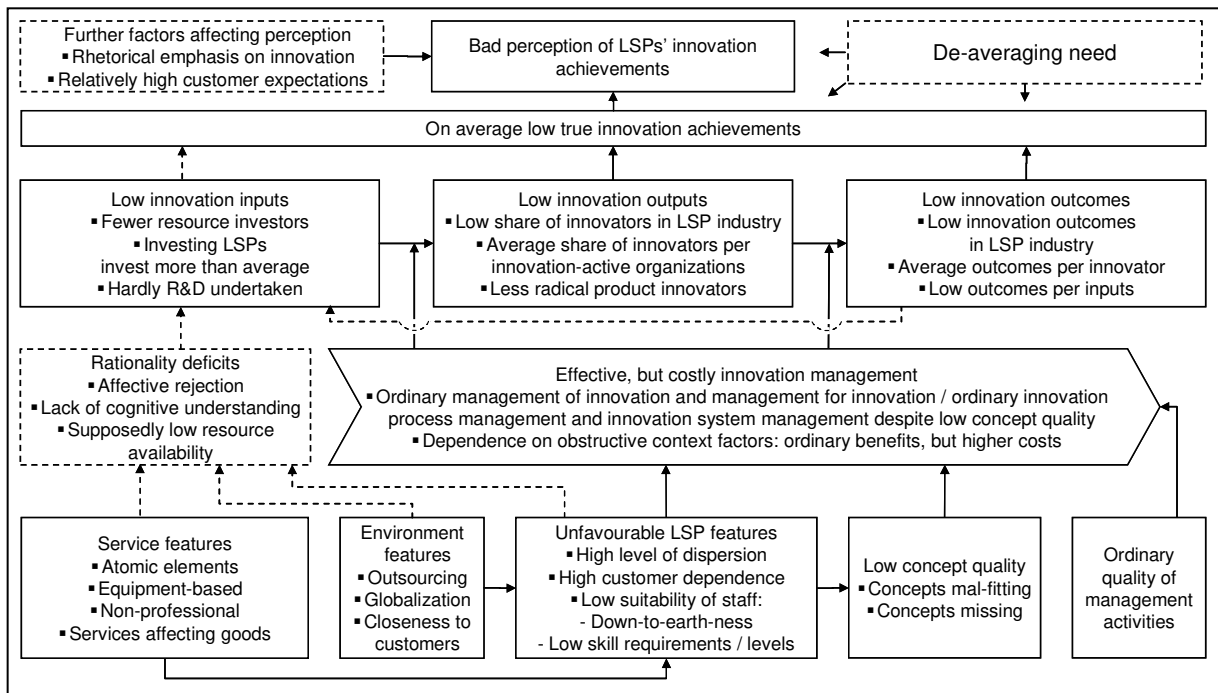 Further factors affecting perception
▪ Rhetorical emphasis on innovation
▪ Relatively high customer expectations
Bad perception of LSPs' innovation
achievements
De-averaging need
On average low true innovation achievements
Low innovation inputs
▪ Fewer resource investors
▪ Investing LSPs
invest more than average
▪ Hardly R&D undertaken
Low innovation outputs
▪ Low share of innovators in LSP industry
▪ Average share of innovators per
innovation-active organizations
▪ Less radical product innovators
Low innovation outcomes
▪ Low innovation outcomes
in LSP industry
▪ Average outcomes per innovator
▪ Low outcomes per inputs
Rationality deficits
▪ Affective rejection
▪ Lack of cognitive understanding
▪ Supposedly low resource
availability
Effective, but costly innovation management
▪ Ordinary management of innovation and management for innovation / ordinary innovation
process management and innovation system management despite low concept quality
▪ Dependence on obstructive context factors: ordinary benefits, but higher costs
Service features
▪ Atomic elements
▪ Equipment-based
▪ Non-professional
▪ Services affecting goods
Environment
features
▪ Outsourcing
▪ Globalization
▪ Closeness to
customers
Unfavourable LSP features
▪ High level of dispersion
▪ High customer dependence
▪ Low suitability of staff:
- Down-to-earth-ness
- Low skill requirements / levels
Low concept quality
▪ Concepts mal-fitting
▪ Concepts missing
Ordinary
quality of
management
activities